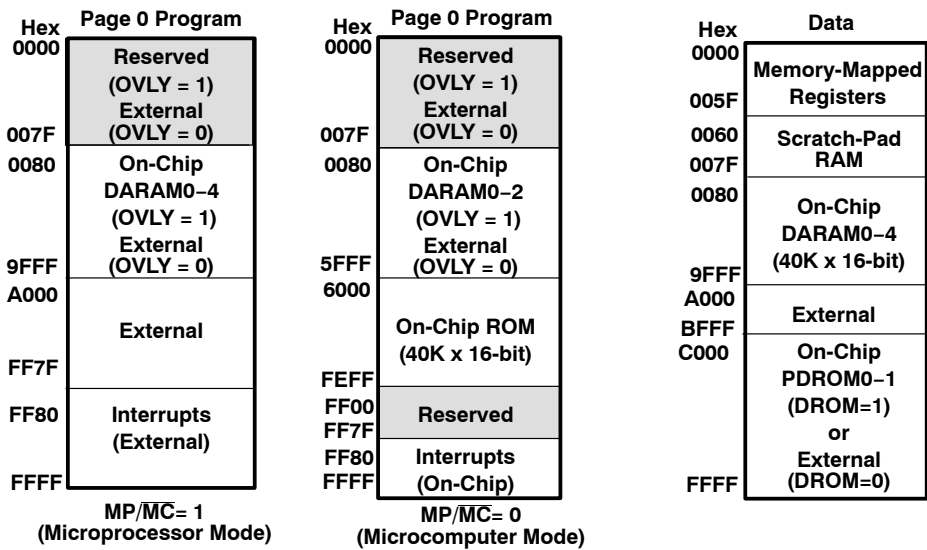 Hex
Page 0 Program
0000
Reserved
(OVLY = 1)
External
(OVLY = 0)
007F
0080
On-Chip
DARAM0−4
(OVLY = 1)
External
(OVLY = 0)
9FFF
A000
External
FF7F
FF80
Interrupts
(External)
FFFF
MP/MC= 1
(Microprocessor Mode)
Hex
Page 0 Program
0000
Reserved
(OVLY = 1)
External
(OVLY = 0)
007F
0080
On-Chip
DARAM0−2
(OVLY = 1)
External
(OVLY = 0)
5FFF
6000
On-Chip ROM
(40K x 16-bit)
FEFF
FF00
Reserved
FF7F
FF80
Interrupts
(On-Chip)
FFFF
MP/MC= 0
(Microcomputer Mode)
Hex
Data
0000
Memory-Mapped
Registers
005F
0060
Scratch-Pad
RAM
007F
0080
On-Chip
DARAM0−4
(40K x 16-bit)
9FFF
A000
External
BFFF
C000
On-Chip
PDROM0−1
(DROM=1)
or
External
(DROM=0)
FFFF